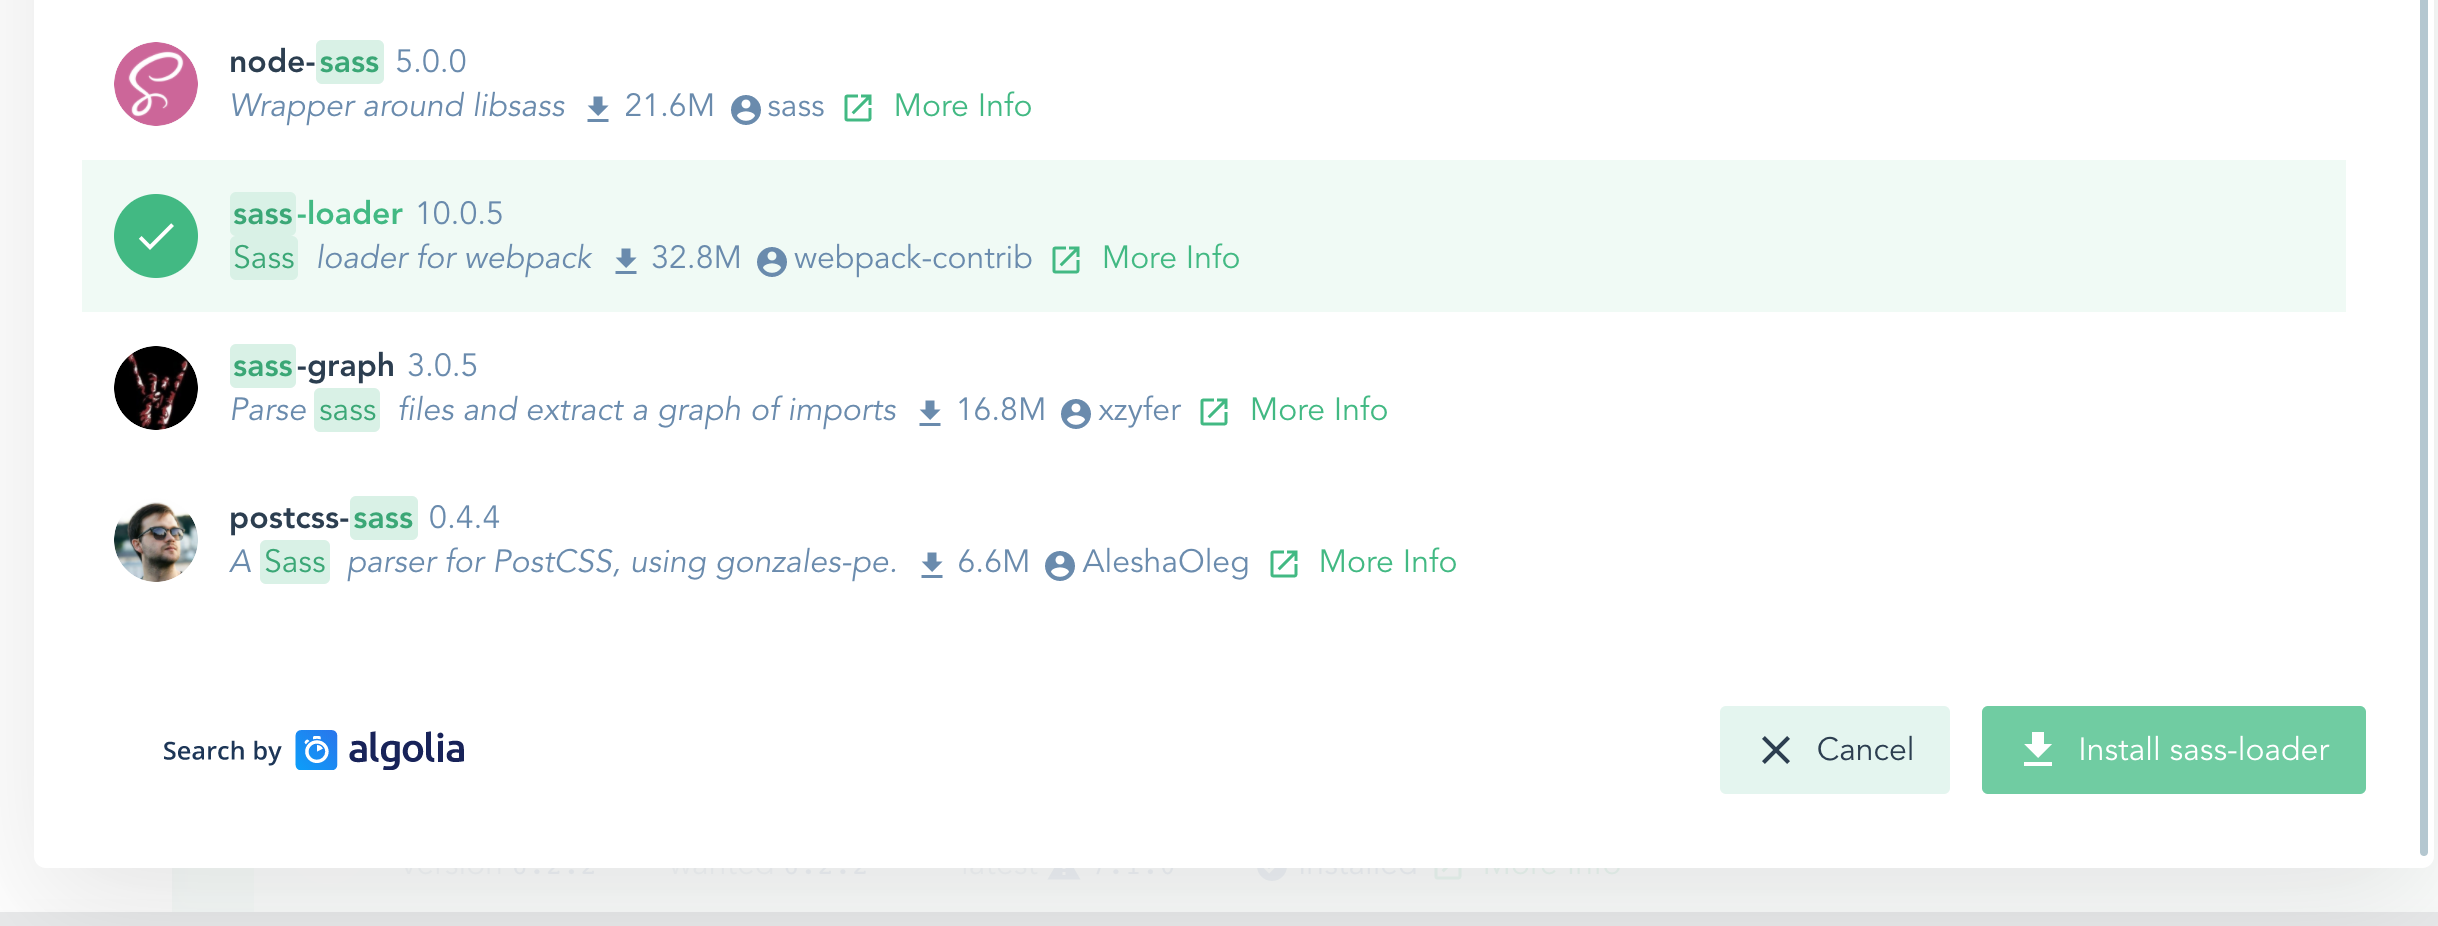 node-sass 5.0.0
Wrapper around libsass 21.6M sass More Info
sass-loader 10.0.5
Sass loader for webpack 32.8M webpack-contrib More Info
sass-graph 3.0.5
Parse sass files and extract a graph of imports 16.8M xzyfer More Info
postcss-sass 0.4.4
A Sass parser for PostCSS, using gonzales-pe. 6.6M AleshaOleg More Info
Search by algolia
Cancel
Install sass-loader